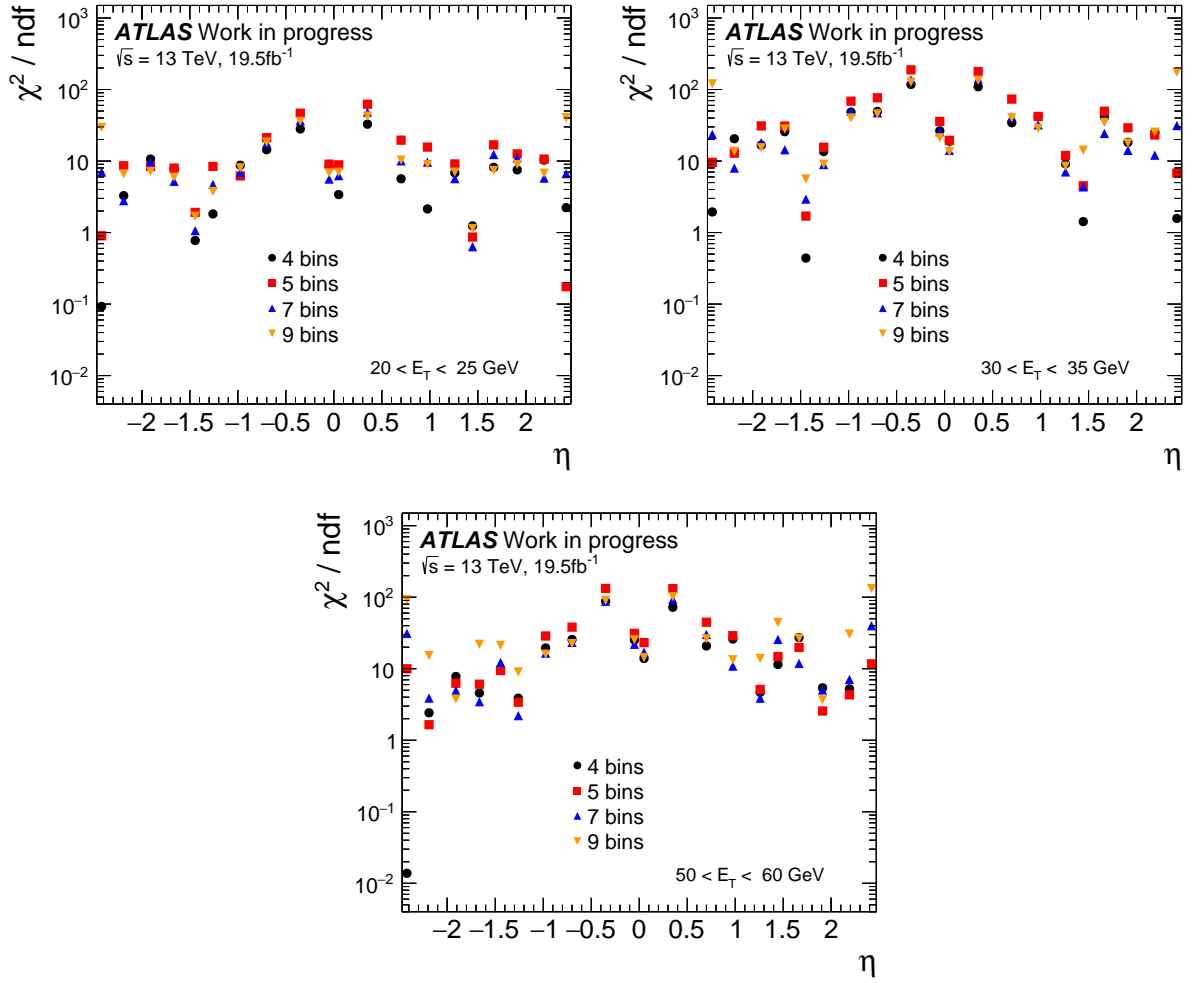 χ² / ndf
10³
10²
10
1
10⁻¹
10⁻²
ATLAS Work in progress
√s = 13 TeV, 19.5fb⁻¹
4 bins
5 bins
7 bins
9 bins
20 < E_T < 25 GeV
−2 −1.5 −1 −0.5 0 0.5 1 1.5 2
η
χ² / ndf
10³
10²
10
1
10⁻¹
10⁻²
ATLAS Work in progress
√s = 13 TeV, 19.5fb⁻¹
4 bins
5 bins
7 bins
9 bins
30 < E_T < 35 GeV
−2 −1.5 −1 −0.5 0 0.5 1 1.5 2
η
χ² / ndf
10³
10²
10
1
10⁻¹
10⁻²
ATLAS Work in progress
√s = 13 TeV, 19.5fb⁻¹
4 bins
5 bins
7 bins
9 bins
50 < E_T < 60 GeV
−2 −1.5 −1 −0.5 0 0.5 1 1.5 2
η